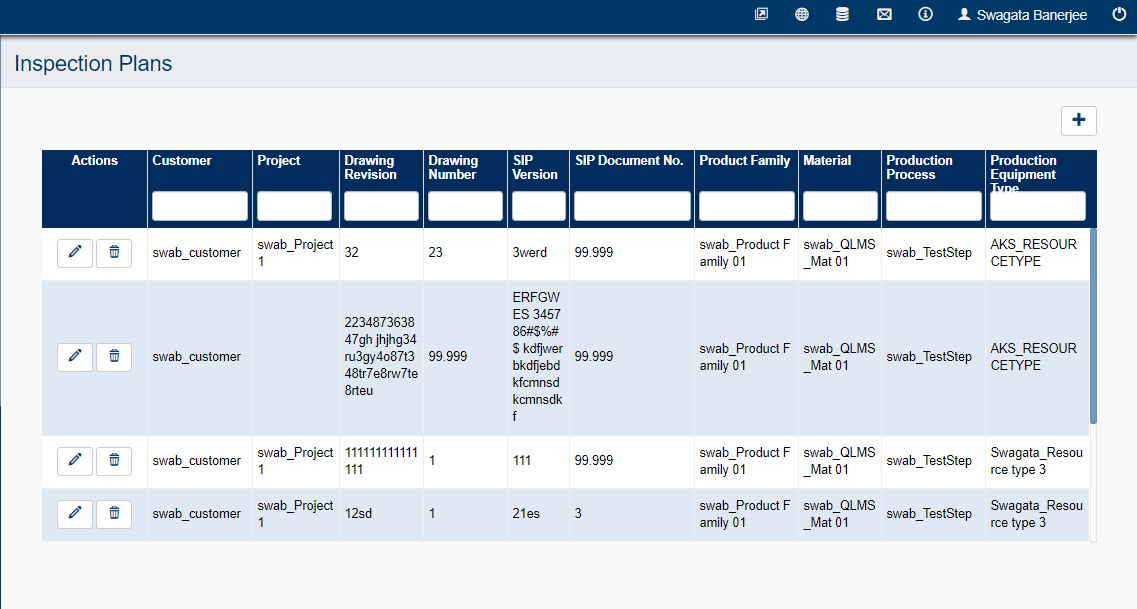 Swagata Banerjee
Inspection Plans
Actions Customer Project Drawing Revision Drawing Number SIP Version SIP Document No. Product Family Material Production Process Production Equipment Type
swab_customer swab_Project 1 32 23 3werd 99.999 swab_Product Family 01 swab_QLMS_Mat 01 swab_TestStep AKS_RESOURCETYPE
swab_customer 223487363847gh jhjhg34ru3gy4o87t348tr7e8rw7te8rteu 99.999 ERFGWES 345786#$%#$ kdfjwerbkdfjebdkfcmnsdkcmnsdkf 99.999 swab_Product Family 01 swab_QLMS_Mat 01 swab_TestStep AKS_RESOURCETYPE
swab_customer swab_Project 1 111111111111111 1 111 99.999 swab_Product Family 01 swab_QLMS_Mat 01 swab_TestStep Swagata_Resource type 3
swab_customer swab_Project 1 12sd 1 21es 3 swab_Product Family 01 swab_QLMS_Mat 01 swab_TestStep Swagata_Resource type 3